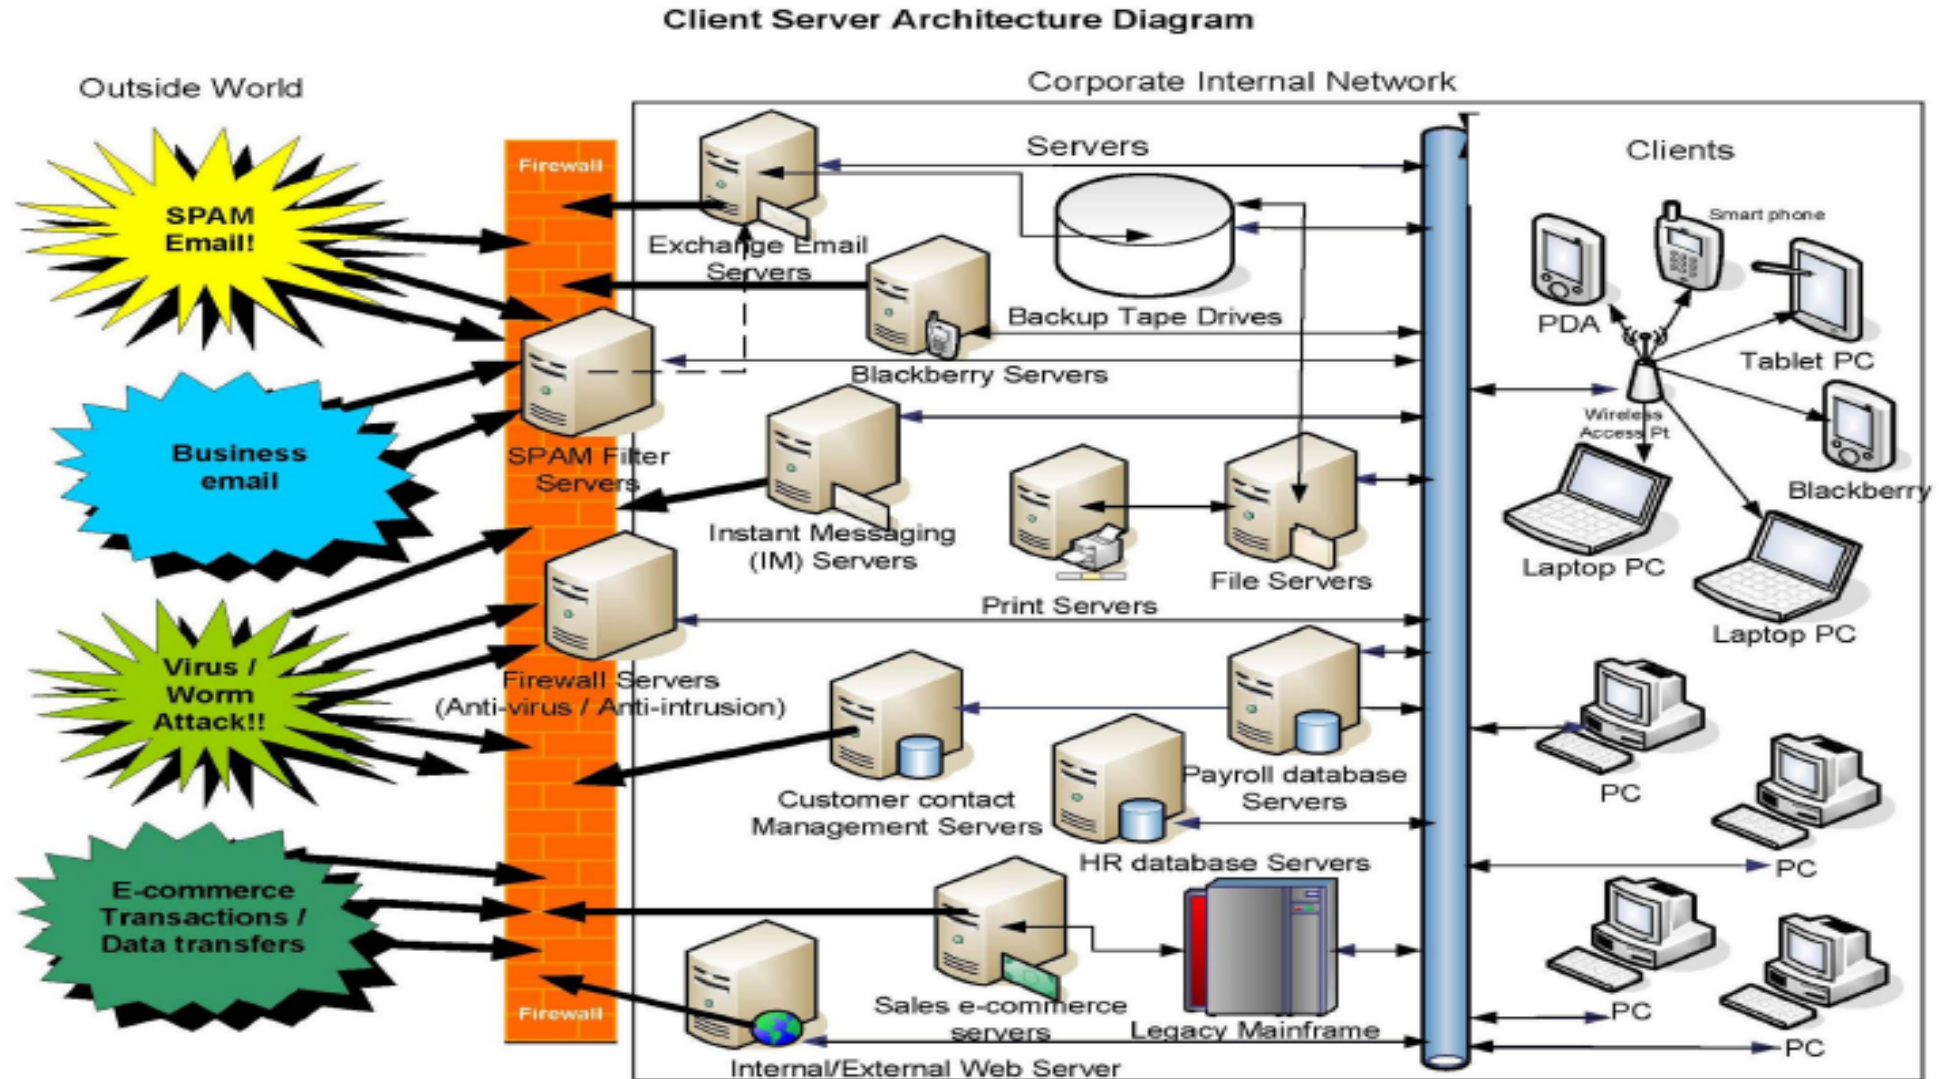 Client Server Architecture Diagram
Outside World
Corporate Internal Network
Firewall
Servers
Clients
SPAM
Email!
Smart phone
Exchange Email
Servers
Backup Tape Drives
PDA
Tablet PC
Blackberry Servers
Wireless
Access Pt
Business
email
SPAM Filter
Servers
Blackberry
Instant Messaging
(IM) Servers
File Servers
Laptop PC
Print Servers
Laptop PC
Virus /
Worm
Attack!!
Firewall Servers
(Anti-virus / Anti-intrusion)
Payroll database
Servers
PC
Customer contact
Management Servers
HR database Servers
PC
E-commerce
Transactions /
Data transfers
Sales e-commerce
servers
Legacy Mainframe
PC
Firewall
PC
Internal/External Web Server